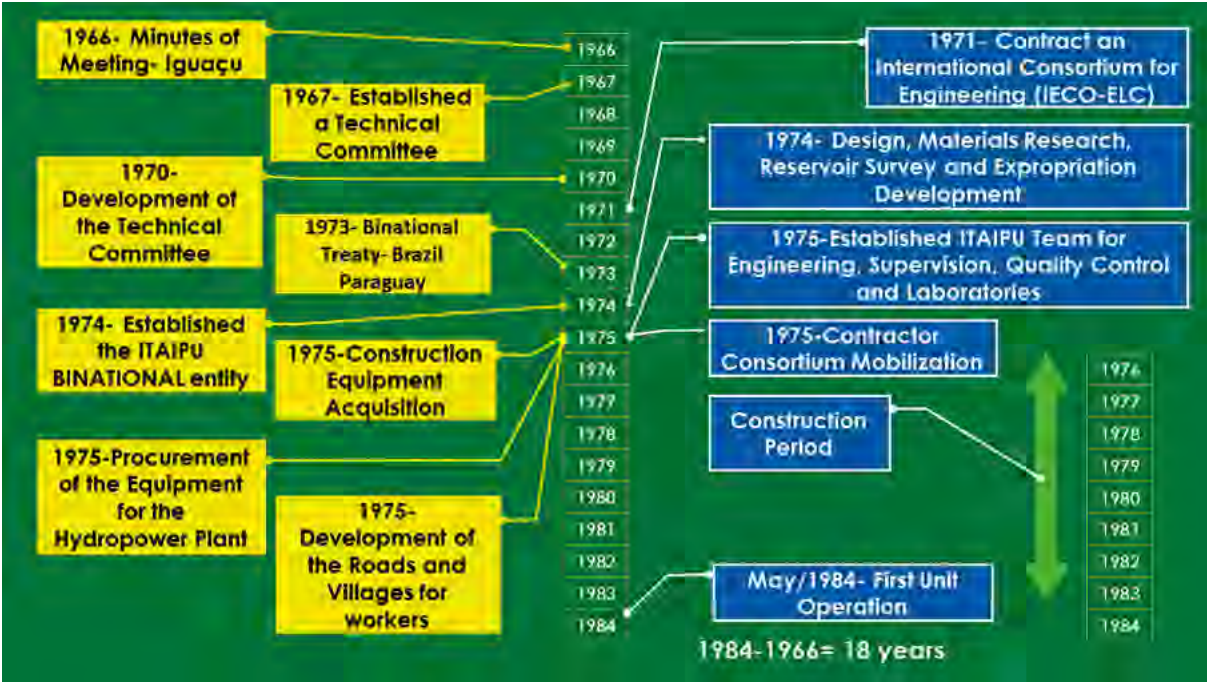 1966- Minutes of
Meeting- Iguaçu
1967- Established
a Technical
Committee
1970-
Development of
the Technical
Committee
1973- Binational
Treaty- Brazil
Paraguay
1974- Established
the ITAIPU
BINATIONAL entity
1975-Construction
Equipment
Acquisition
1975-Procurement
of the Equipment
for the
Hydropower Plant
1975-
Development of
the Roads and
Villages for
workers
1966
1967
1968
1969
1970
1971
1972
1973
1974
1975
1976
1977
1978
1979
1980
1981
1982
1983
1984
1971- Contract an
International Consortium for
Engineering (IECO-ELC)
1974- Design, Materials Research,
Reservoir Survey and Expropriation
Development
1975-Established ITAIPU Team for
Engineering, Supervision, Quality Control
and Laboratories
1975-Contractor
Consortium Mobilization
Construction
Period
May/1984- First Unit
Operation
1984-1966= 18 years
1976
1977
1978
1979
1980
1981
1982
1983
1984